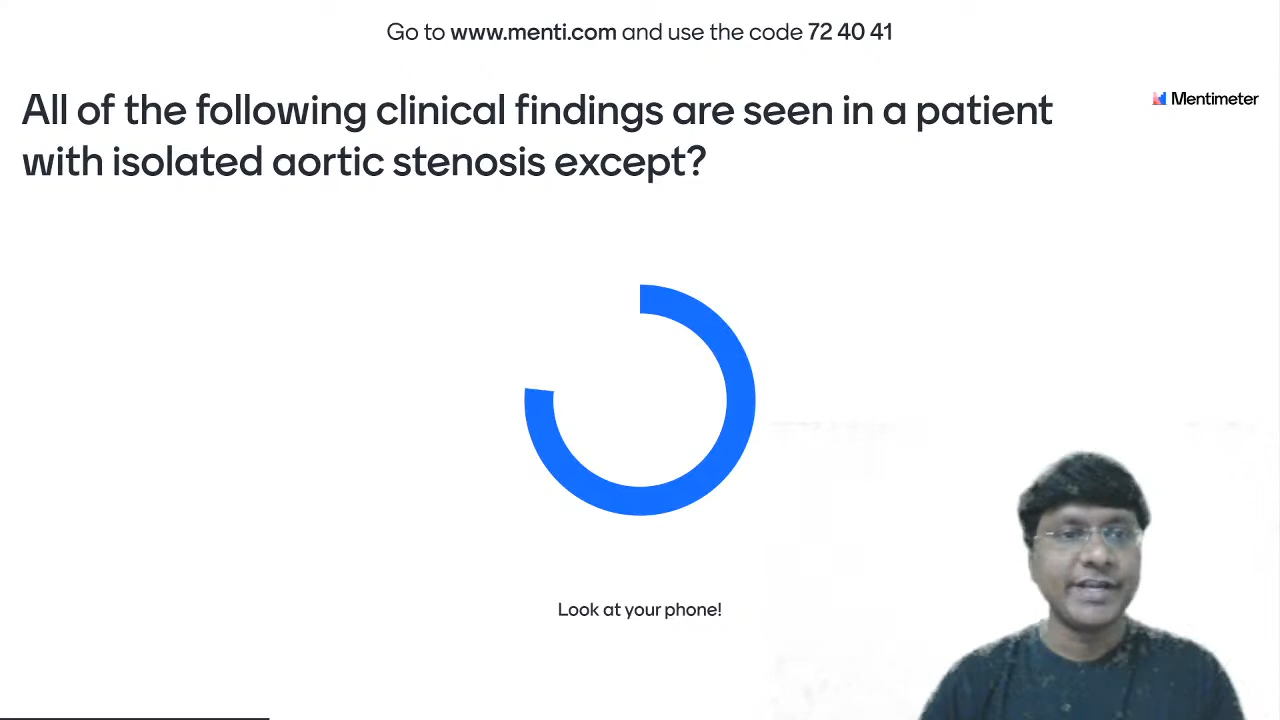 Go to www.menti.com and use the code 72 40 41
All of the following clinical findings are seen in a patient
with isolated aortic stenosis except?
Mentimeter
Look at your phone!